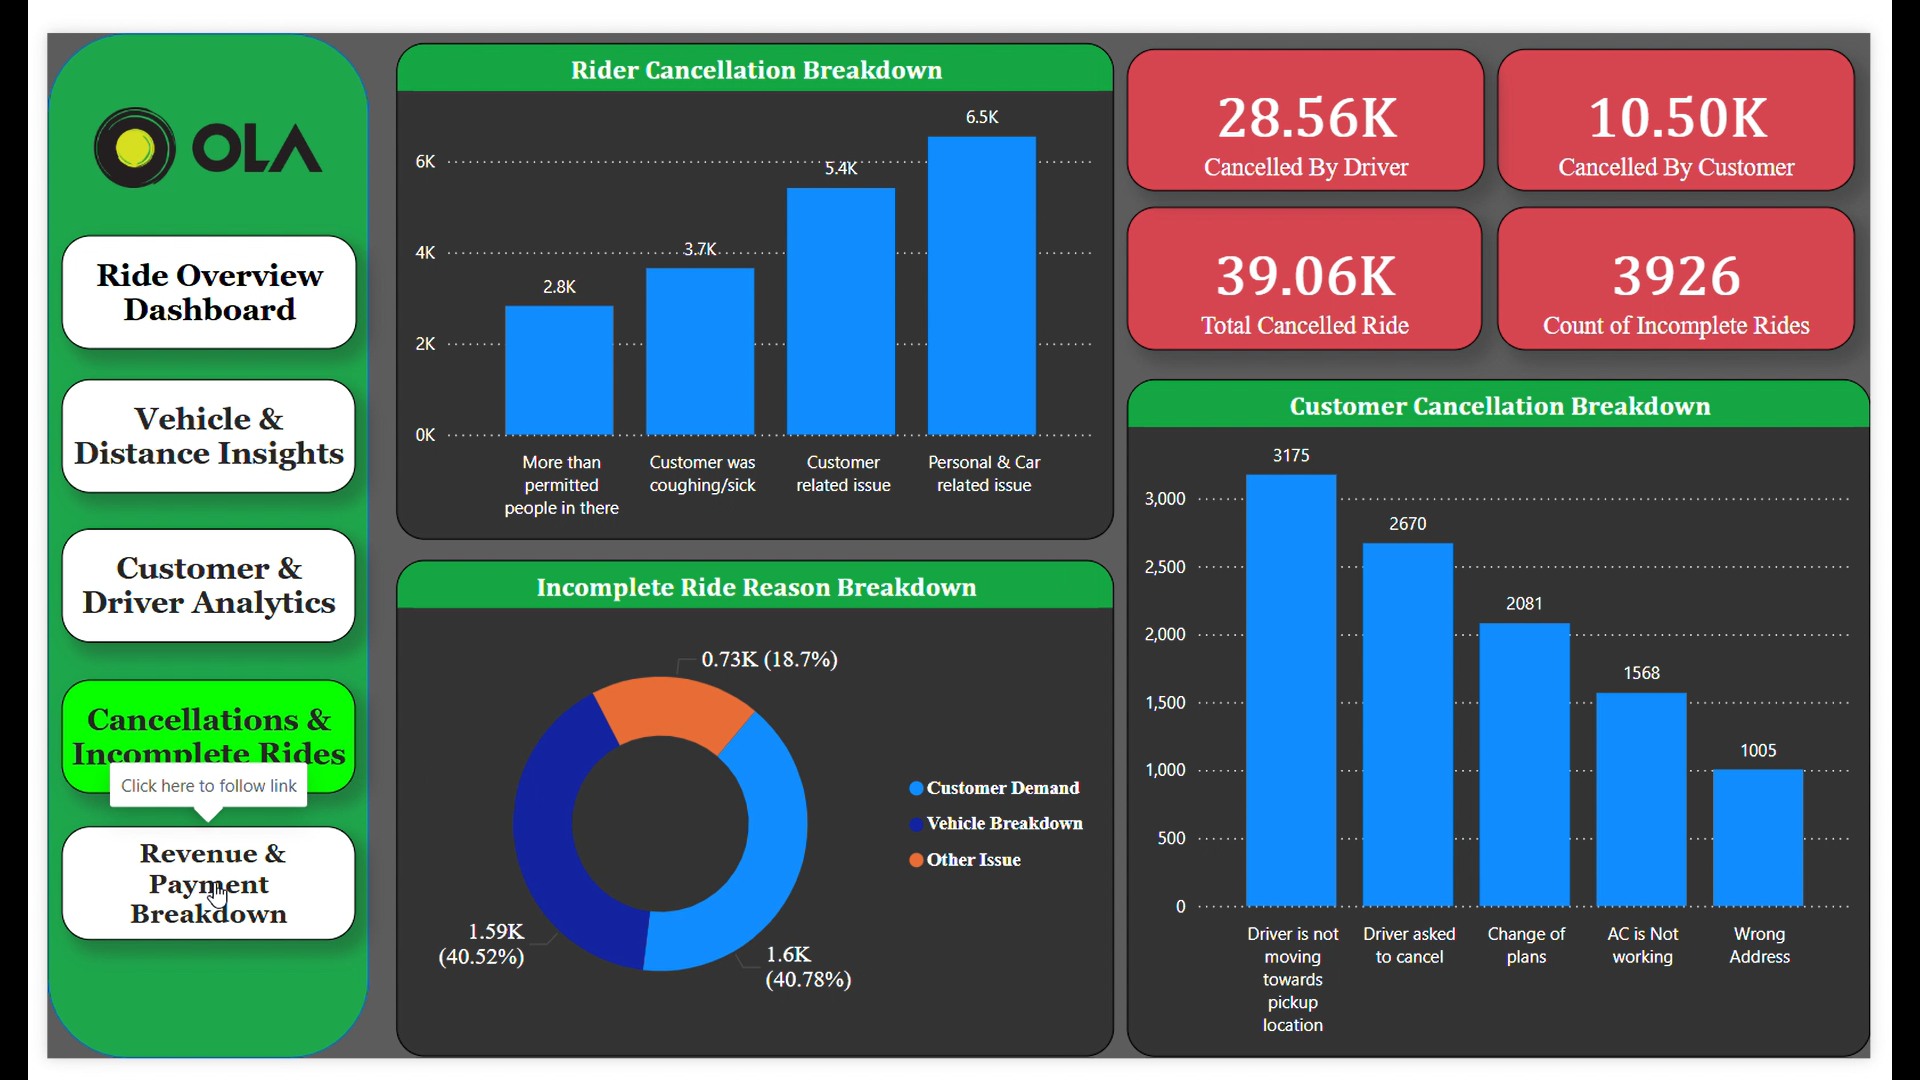 OLA
Ride Overview
Dashboard
Vehicle &
Distance Insights
Customer &
Driver Analytics
Cancellations &
Incomplete Rides
Click here to follow link
Revenue &
Payment
Breakdown
Rider Cancellation Breakdown
6K
4K
2K
0K
2.8K
3.7K
5.4K
6.5K
More than
permitted
people in there
Customer was
coughing/sick
Customer
related issue
Personal & Car
related issue
Incomplete Ride Reason Breakdown
0.73K (18.7%)
1.59K
(40.52%)
1.6K
(40.78%)
Customer Demand
Vehicle Breakdown
Other Issue
28.56K
Cancelled By Driver
10.50K
Cancelled By Customer
39.06K
Total Cancelled Ride
3926
Count of Incomplete Rides
Customer Cancellation Breakdown
3,000
2,500
2,000
1,500
1,000
500
0
3175
2670
2081
1568
1005
Driver is not
moving
towards
pickup
location
Driver asked
to cancel
Change of
plans
AC is Not
working
Wrong
Address